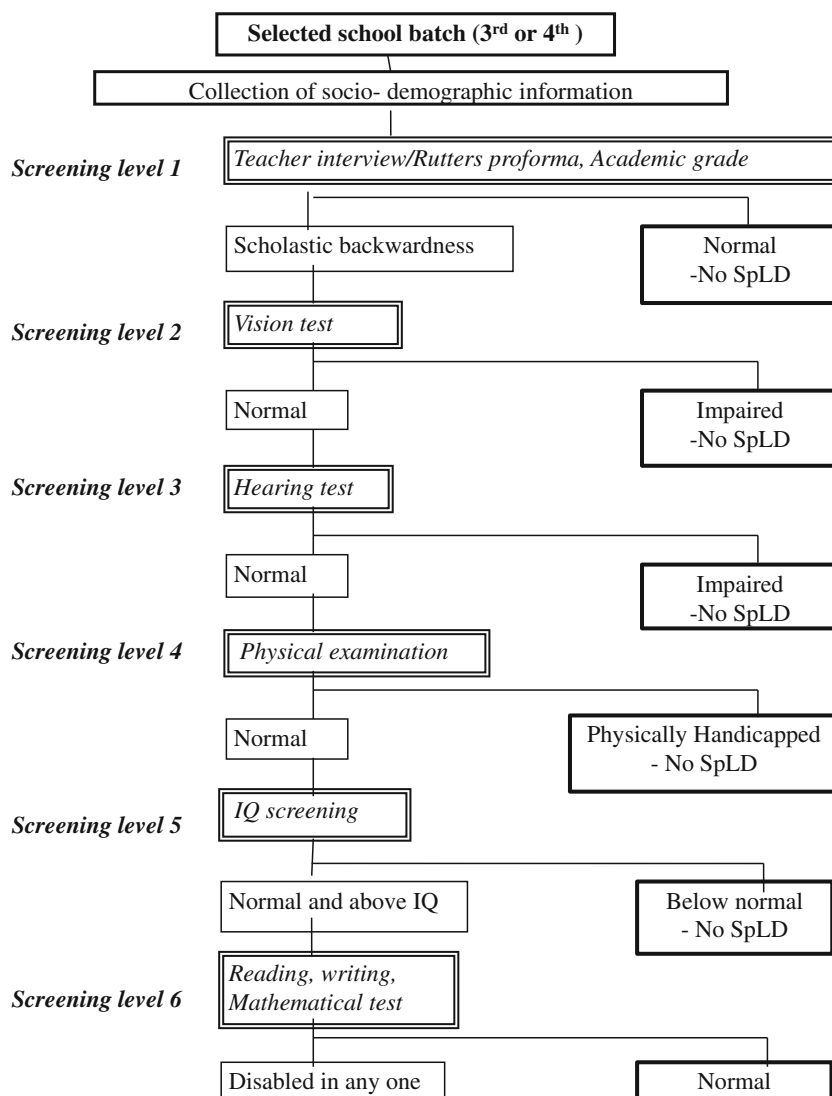 Selected school batch (3rd or 4th )
Collection of socio- demographic information
Screening level 1
Teacher interview/Rutters proforma, Academic grade
Scholastic backwardness
Normal
-No SpLD
Screening level 2
Vision test
Normal
Impaired
-No SpLD
Screening level 3
Hearing test
Normal
Impaired
-No SpLD
Screening level 4
Physical examination
Normal
Physically Handicapped
- No SpLD
Screening level 5
IQ screening
Normal and above IQ
Below normal
- No SpLD
Screening level 6
Reading, writing,
Mathematical test
Disabled in any one
Normal